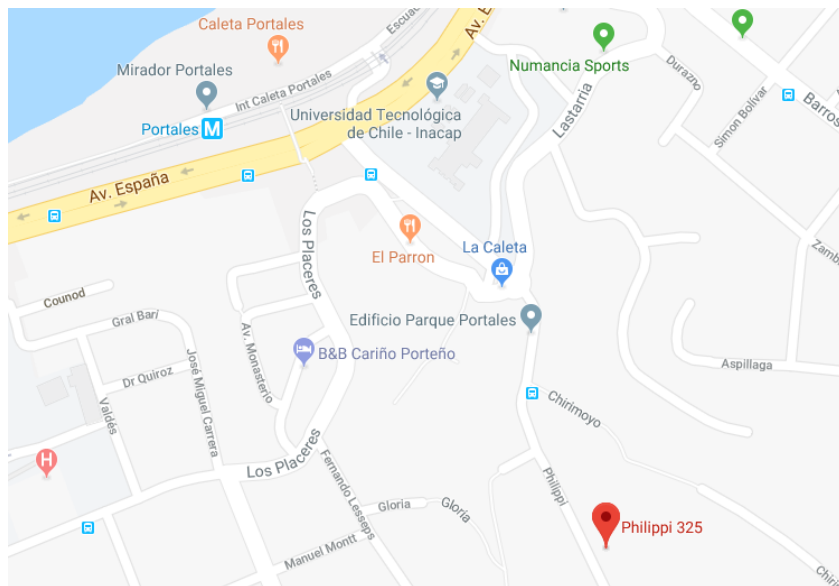 Caleta Portales
Escuac
Av. E
Mirador Portales
Int Caleta Portales
Numancia Sports
Durazno
Portales M
Universidad Tecnológica
de Chile - Inacap
Lastarria
Simon Bolívar
Barros
Av. España
Los Placeres
El Parron
La Caleta
Zamb
Counod
Gral Bari
Edificio Parque Portales
Av. Monasterio
B&B Cariño Porteño
José Miguel Carrera
Dr Quiroz
Aspillaga
Valdés
Chirimoyo
H
Los Placeres
Fernando Lesseps
Philippi
Gloria
Gloria
Philippi 325
Manuel Montt
Chiri